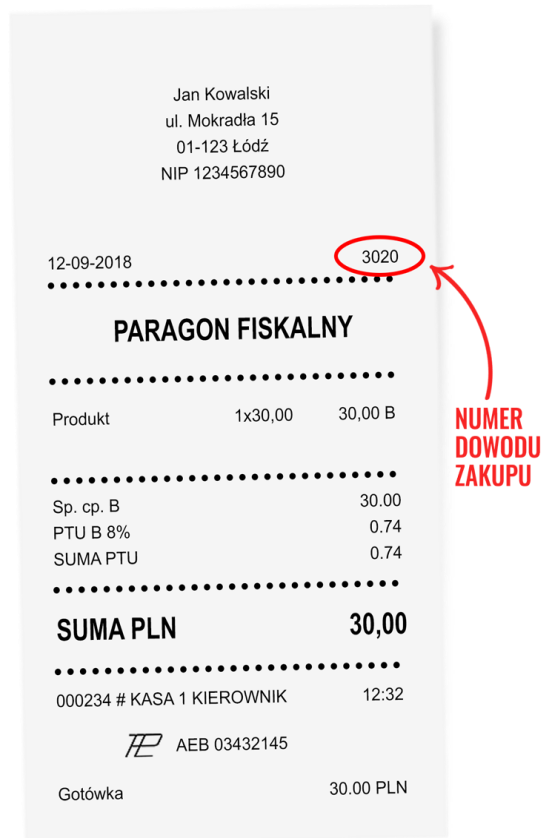 Jan Kowalski
ul. Mokradła 15
01-123 Łódź
NIP 1234567890
12-09-2018 3020
PARAGON FISKALNY
Produkt 1x30,00 30,00 B
NUMER
DOWODU
ZAKUPU
Sp. cp. B 30.00
PTU B 8% 0.74
SUMA PTU 0.74
SUMA PLN 30,00
000234 # KASA 1 KIEROWNIK 12:32
AEB 03432145
Gotówka 30.00 PLN